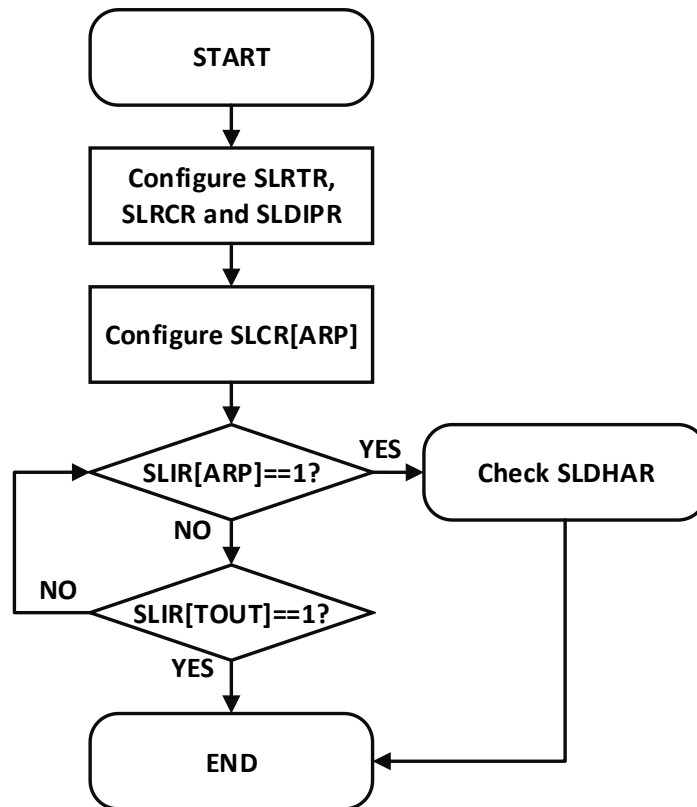 START
Configure SLRTR,
SLRCR and SLDIPR
Configure SLCR[ARP]
SLIR[ARP]==1?
YES
Check SLDHAR
NO
NO
SLIR[TOUT]==1?
YES
END